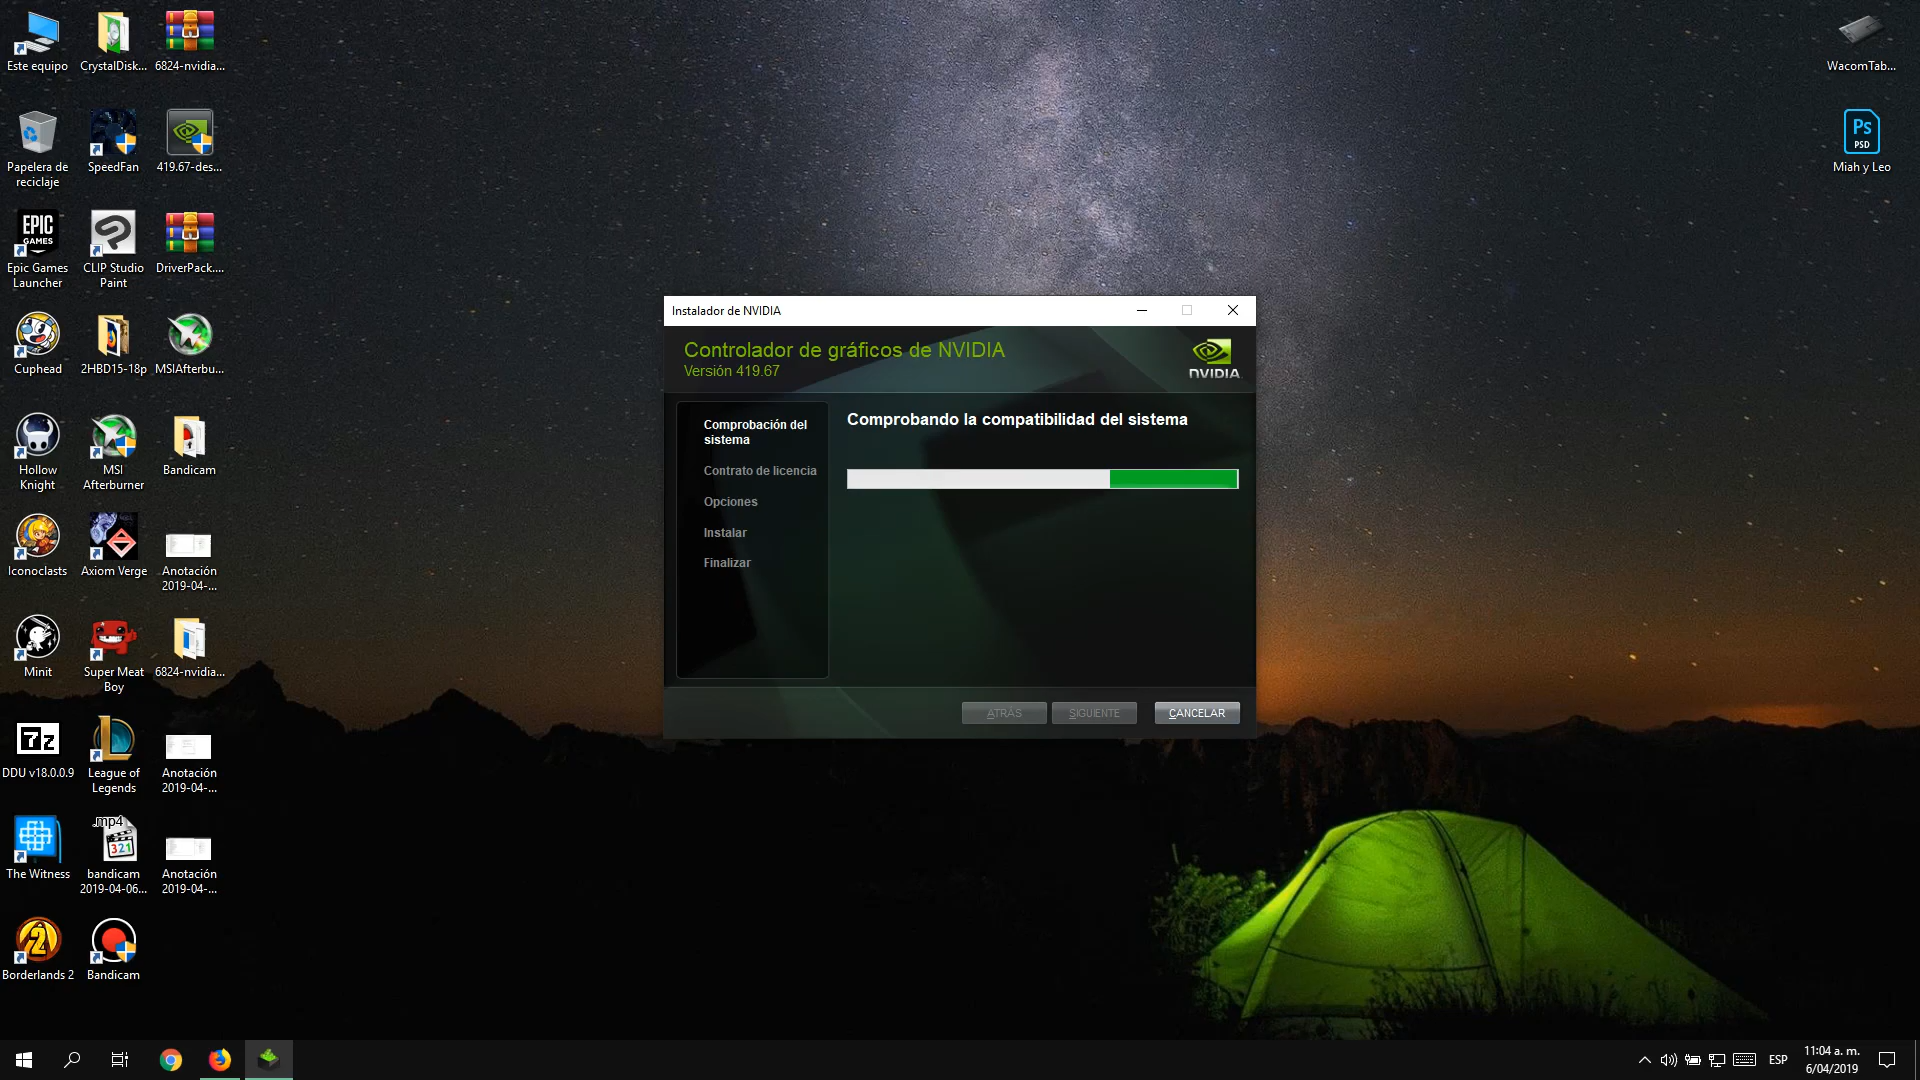 Este equipo
CrystalDisk...
6824-nvidia...
WacomTab...
Papelera de
reciclaje
SpeedFan
419.67-des...
Ps
PSD
Miah y Leo
EPIC
GAMES
Epic Games
Launcher
CLIP Studio
Paint
DriverPack....
Cuphead
2HBD15-18p
MSIAfterbu...
Hollow
Knight
MSI
Afterburner
Bandicam
Iconoclasts
Axiom Verge
Anotación
2019-04-...
Minit
Super Meat
Boy
6824-nvidia...
7z
DDU v18.0.0.9
League of
Legends
Anotación
2019-04-...
The Witness
.mp4
321
bandicam
2019-04-06...
Anotación
2019-04-...
2
Borderlands 2
Bandicam
Instalador de NVIDIA
Controlador de gráficos de NVIDIA
Versión 419.67
NVIDIA
Comprobación del
sistema
Contrato de licencia
Opciones
Instalar
Finalizar
Comprobando la compatibilidad del sistema
ATRÁS
SIGUIENTE
CANCELAR
ESP
11:04 a. m.
6/04/2019